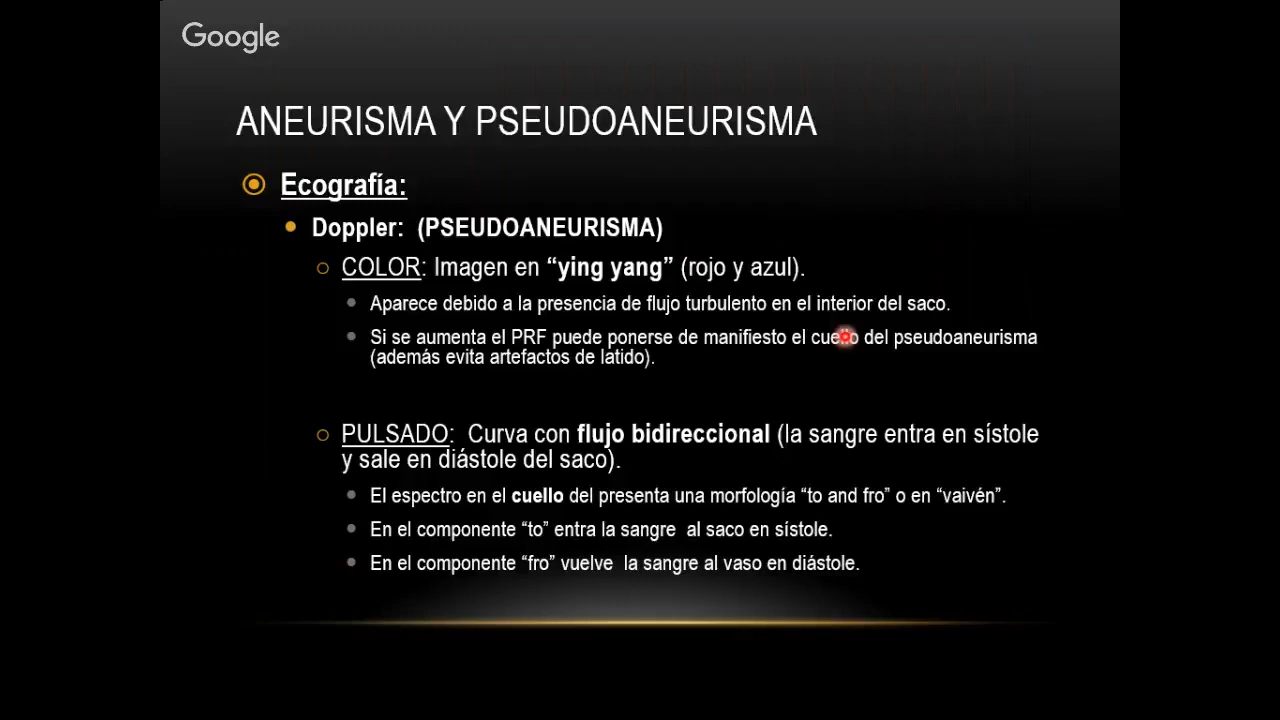 Google
ANEURISMA Y PSEUDOANEURISMA
Ecografía:
Doppler: (PSEUDOANEURISMA)
COLOR: Imagen en “ying yang” (rojo y azul).
Aparece debido a la presencia de flujo turbulento en el interior del saco.
Si se aumenta el PRF puede ponerse de manifiesto el cuello del pseudoaneurisma
(además evita artefactos de latido).
PULSADO: Curva con flujo bidireccional (la sangre entra en sístole
y sale en diástole del saco).
El espectro en el cuello del presenta una morfología “to and fro” o en “vaivén”.
En el componente “to” entra la sangre al saco en sístole.
En el componente “fro” vuelve la sangre al vaso en diástole.